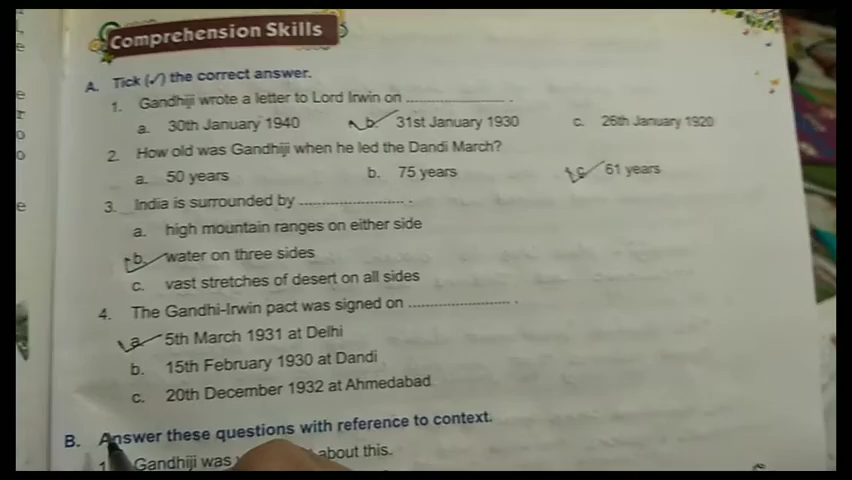 Comprehension Skills
A. Tick (✓) the correct answer.
1. Gandhiji wrote a letter to Lord Irwin on ........................ .
a. 30th January 1940 b. 31st January 1930 c. 26th January 1920
2. How old was Gandhiji when he led the Dandi March?
a. 50 years b. 75 years c. 61 years
3. India is surrounded by ........................ .
a. high mountain ranges on either side
b. water on three sides
c. vast stretches of desert on all sides
4. The Gandhi-Irwin pact was signed on ........................ .
a. 5th March 1931 at Delhi
b. 15th February 1930 at Dandi
c. 20th December 1932 at Ahmedabad
B. Answer these questions with reference to context.
1 Gandhiji was about this.